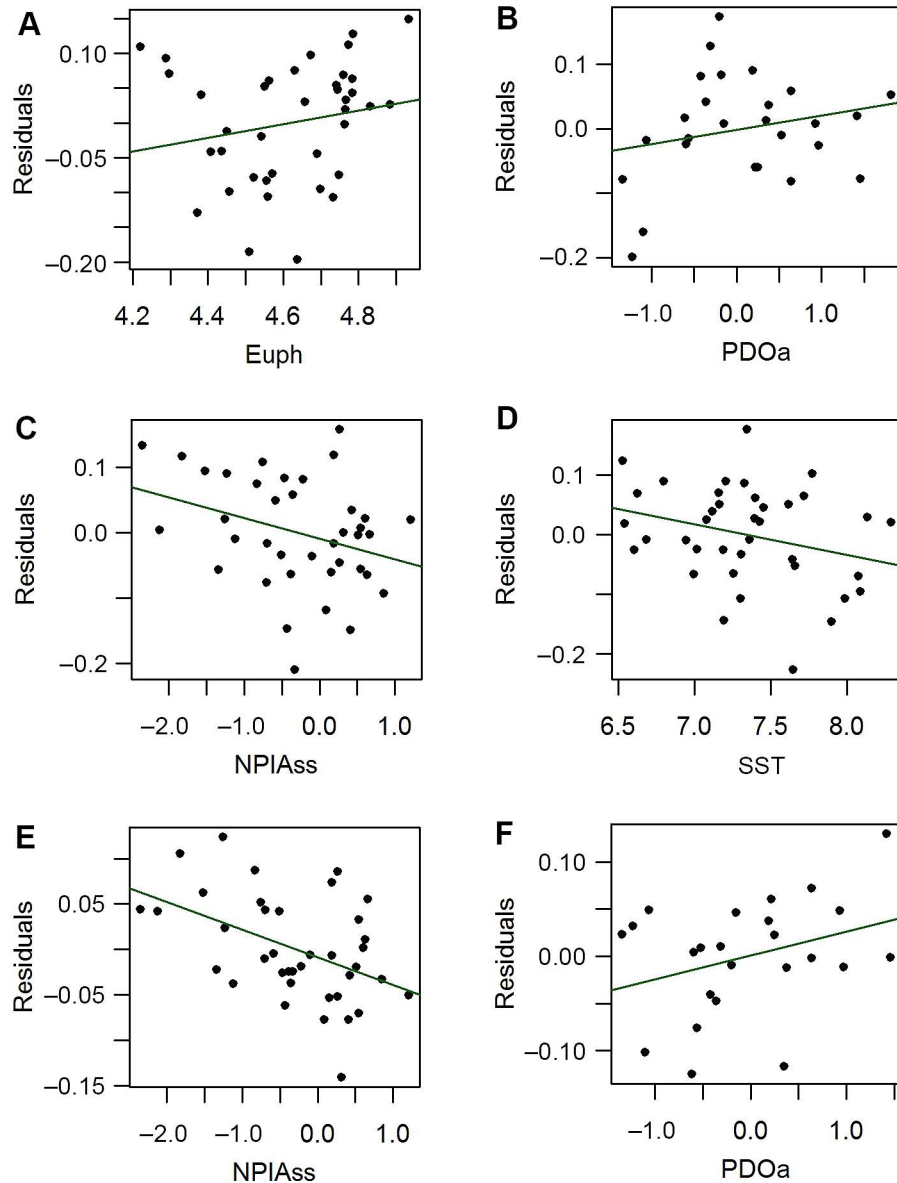 A
Residuals
0.10
–0.05
–0.20
4.2 4.4 4.6 4.8
Euph
B
Residuals
0.1
0.0
–0.2
–1.0 0.0 1.0
PDOa
C
Residuals
0.1
0.0
–0.2
–2.0 –1.0 0.0 1.0
NPIAss
D
Residuals
0.1
0.0
–0.2
6.5 7.0 7.5 8.0
SST
E
Residuals
0.05
–0.05
–0.15
–2.0 –1.0 0.0 1.0
NPIAss
F
Residuals
0.10
0.00
–0.10
–1.0 0.0 1.0
PDOa